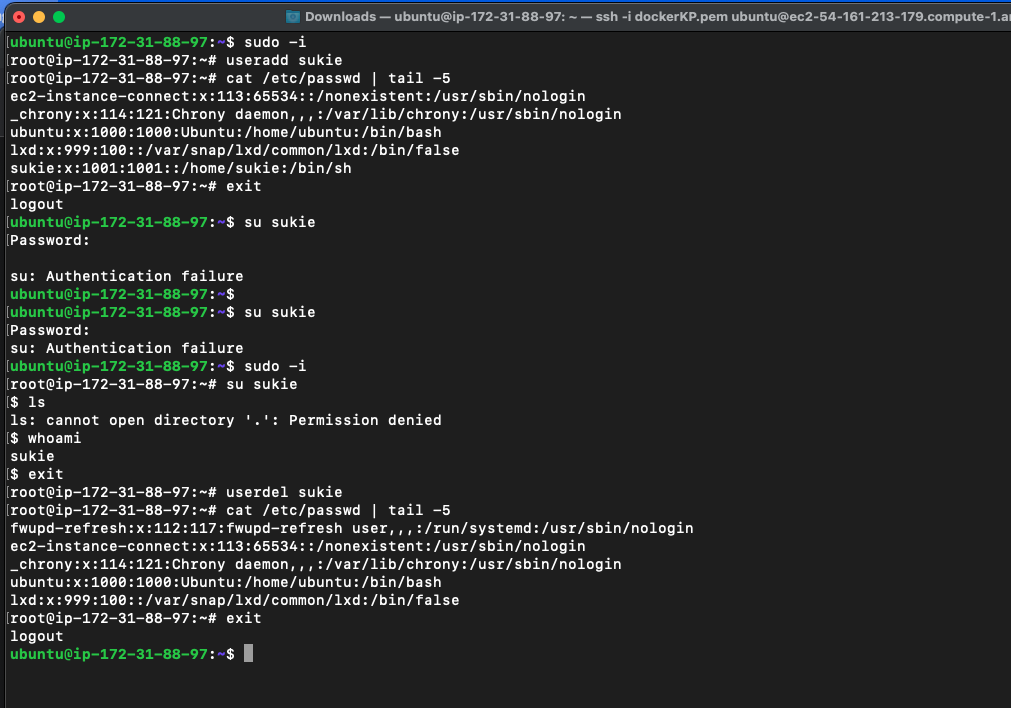 Downloads — ubuntu@ip-172-31-88-97: ~ — ssh -i dockerKP.pem ubuntu@ec2-54-161-213-179.compute-1.a
[ubuntu@ip-172-31-88-97:~$ sudo -i
[root@ip-172-31-88-97:~# useradd sukie
[root@ip-172-31-88-97:~# cat /etc/passwd | tail -5
ec2-instance-connect:x:113:65534::/nonexistent:/usr/sbin/nologin
_chrony:x:114:121:Chrony daemon,,,:/var/lib/chrony:/usr/sbin/nologin
ubuntu:x:1000:1000:Ubuntu:/home/ubuntu:/bin/bash
lxd:x:999:100::/var/snap/lxd/common/lxd:/bin/false
sukie:x:1001:1001::/home/sukie:/bin/sh
[root@ip-172-31-88-97:~# exit
logout
[ubuntu@ip-172-31-88-97:~$ su sukie
[Password:
su: Authentication failure
ubuntu@ip-172-31-88-97:~$
[ubuntu@ip-172-31-88-97:~$ su sukie
[Password:
su: Authentication failure
[ubuntu@ip-172-31-88-97:~$ sudo -i
[root@ip-172-31-88-97:~# su sukie
[$ ls
ls: cannot open directory '.': Permission denied
[$ whoami
sukie
[$ exit
[root@ip-172-31-88-97:~# userdel sukie
[root@ip-172-31-88-97:~# cat /etc/passwd | tail -5
fwupd-refresh:x:112:117:fwupd-refresh user,,,:/run/systemd:/usr/sbin/nologin
ec2-instance-connect:x:113:65534::/nonexistent:/usr/sbin/nologin
_chrony:x:114:121:Chrony daemon,,,:/var/lib/chrony:/usr/sbin/nologin
ubuntu:x:1000:1000:Ubuntu:/home/ubuntu:/bin/bash
lxd:x:999:100::/var/snap/lxd/common/lxd:/bin/false
[root@ip-172-31-88-97:~# exit
logout
ubuntu@ip-172-31-88-97:~$